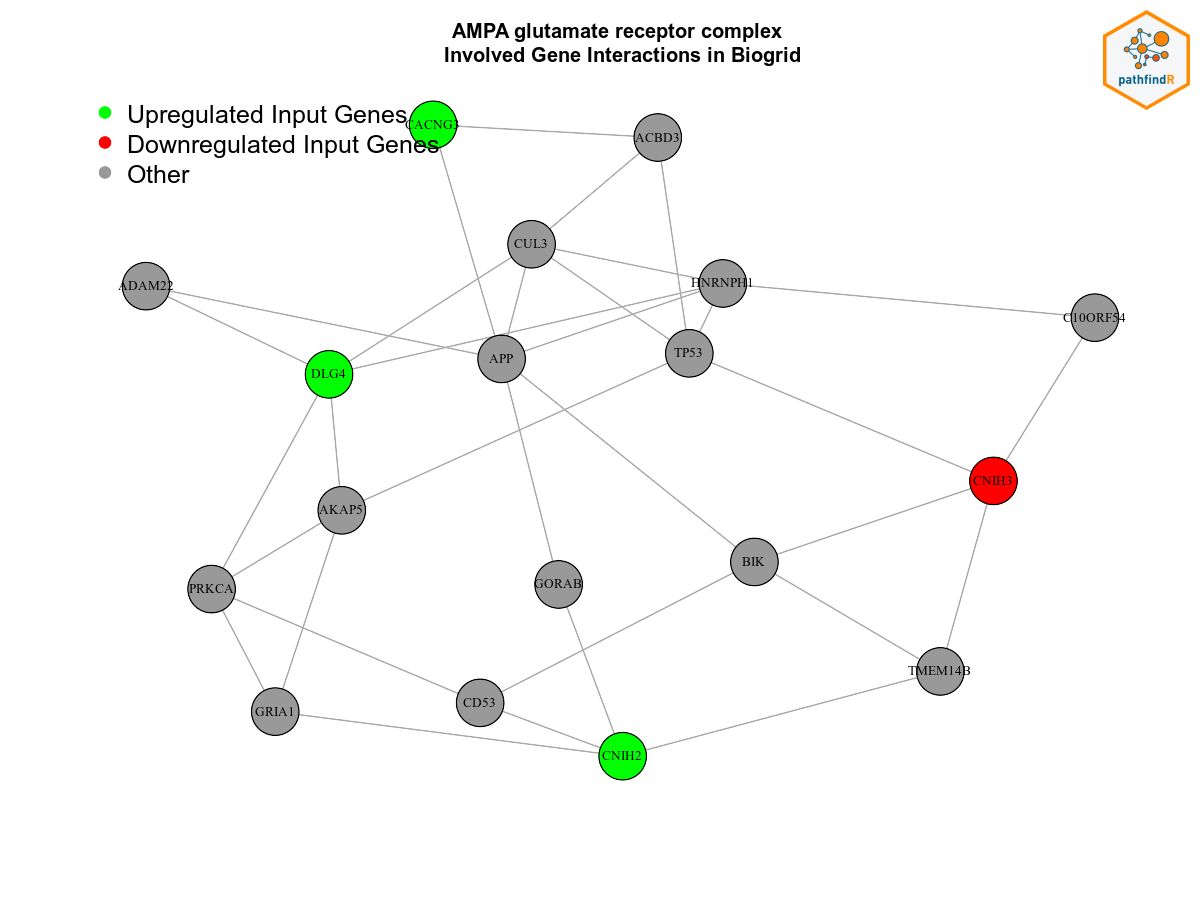 AMPA glutamate receptor complex
Involved Gene Interactions in Biogrid
pathfindR
Upregulated Input Genes
Downregulated Input Genes
Other
CACNG3
ACBD3
CUL3
HNRNPH1
ADAM22
C10ORF54
APP
TP53
DLG4
CNIH3
AKAP5
BIK
GORAB
PRKCA
TMEM14B
CD53
GRIA1
CNIH2